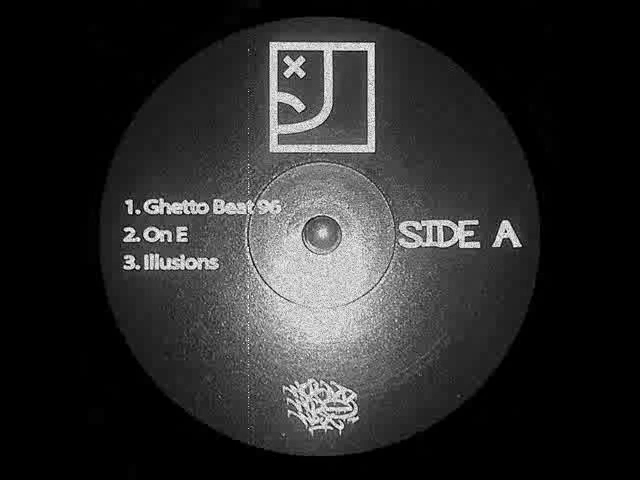 1. Ghetto Beat 96
2. On E
3. Illusions
SIDE A